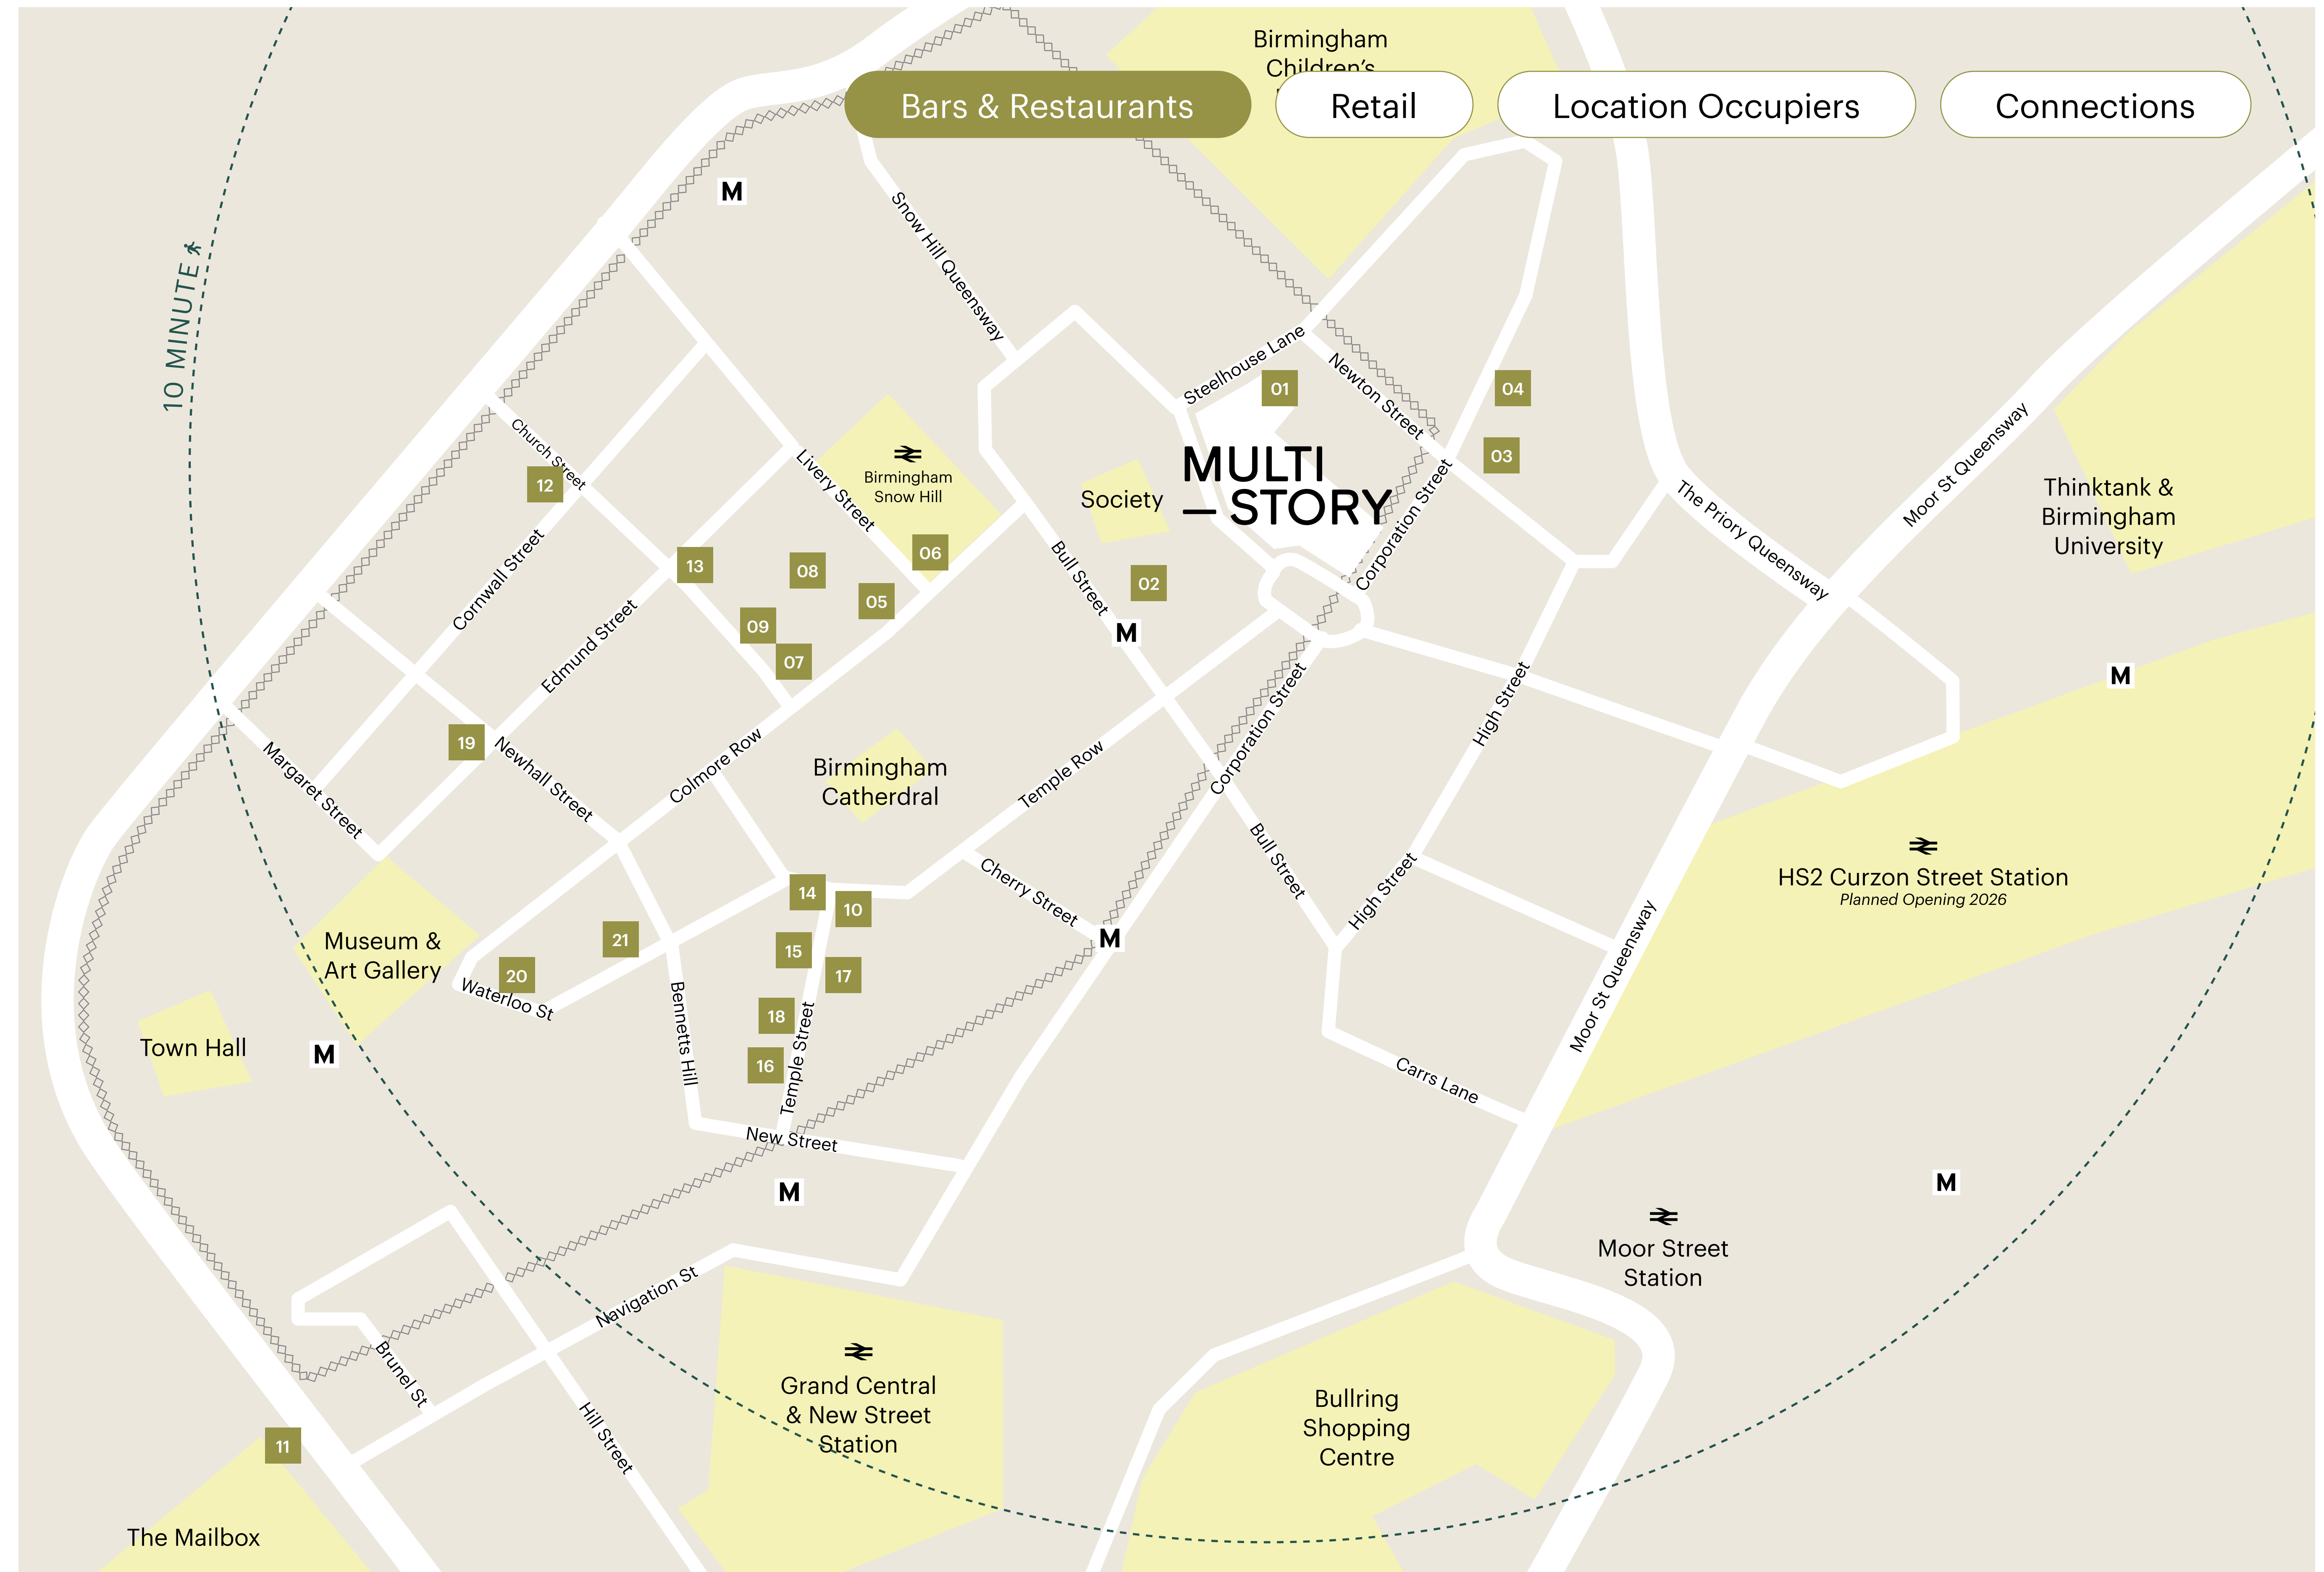 Birmingham
Children's
Bars & Restaurants
Retail
Location Occupiers
Connections
M
10 MINUTE
Snow Hill Queensway
Steelhouse Lane
Newton Street
01
04
03
MULTI
— STORY
Society
Church Street
12
Livery Street
Birmingham
Snow Hill
06
13
08
05
09
07
02
Bull Street
M
Corporation Street
The Priory Queensway
Moor St Queensway
Thinktank &
Birmingham
University
M
Cornwall Street
Edmund Street
19
Margaret Street
Newhall Street
Colmore Row
Birmingham
Catherdral
Temple Row
Corporation Street
High Street
Bull Street
High Street
Cherry Street
M
HS2 Curzon Street Station
Planned Opening 2026
Moor St Queensway
Carrs Lane
14
10
15
17
18
16
21
20
Museum &
Art Gallery
Waterloo St
Bennetts Hill
Temple Street
Town Hall
M
New Street
M
M
Moor Street
Station
Navigation St
Brunel St
Hill Street
Grand Central
& New Street
Station
Bullring
Shopping
Centre
11
The Mailbox